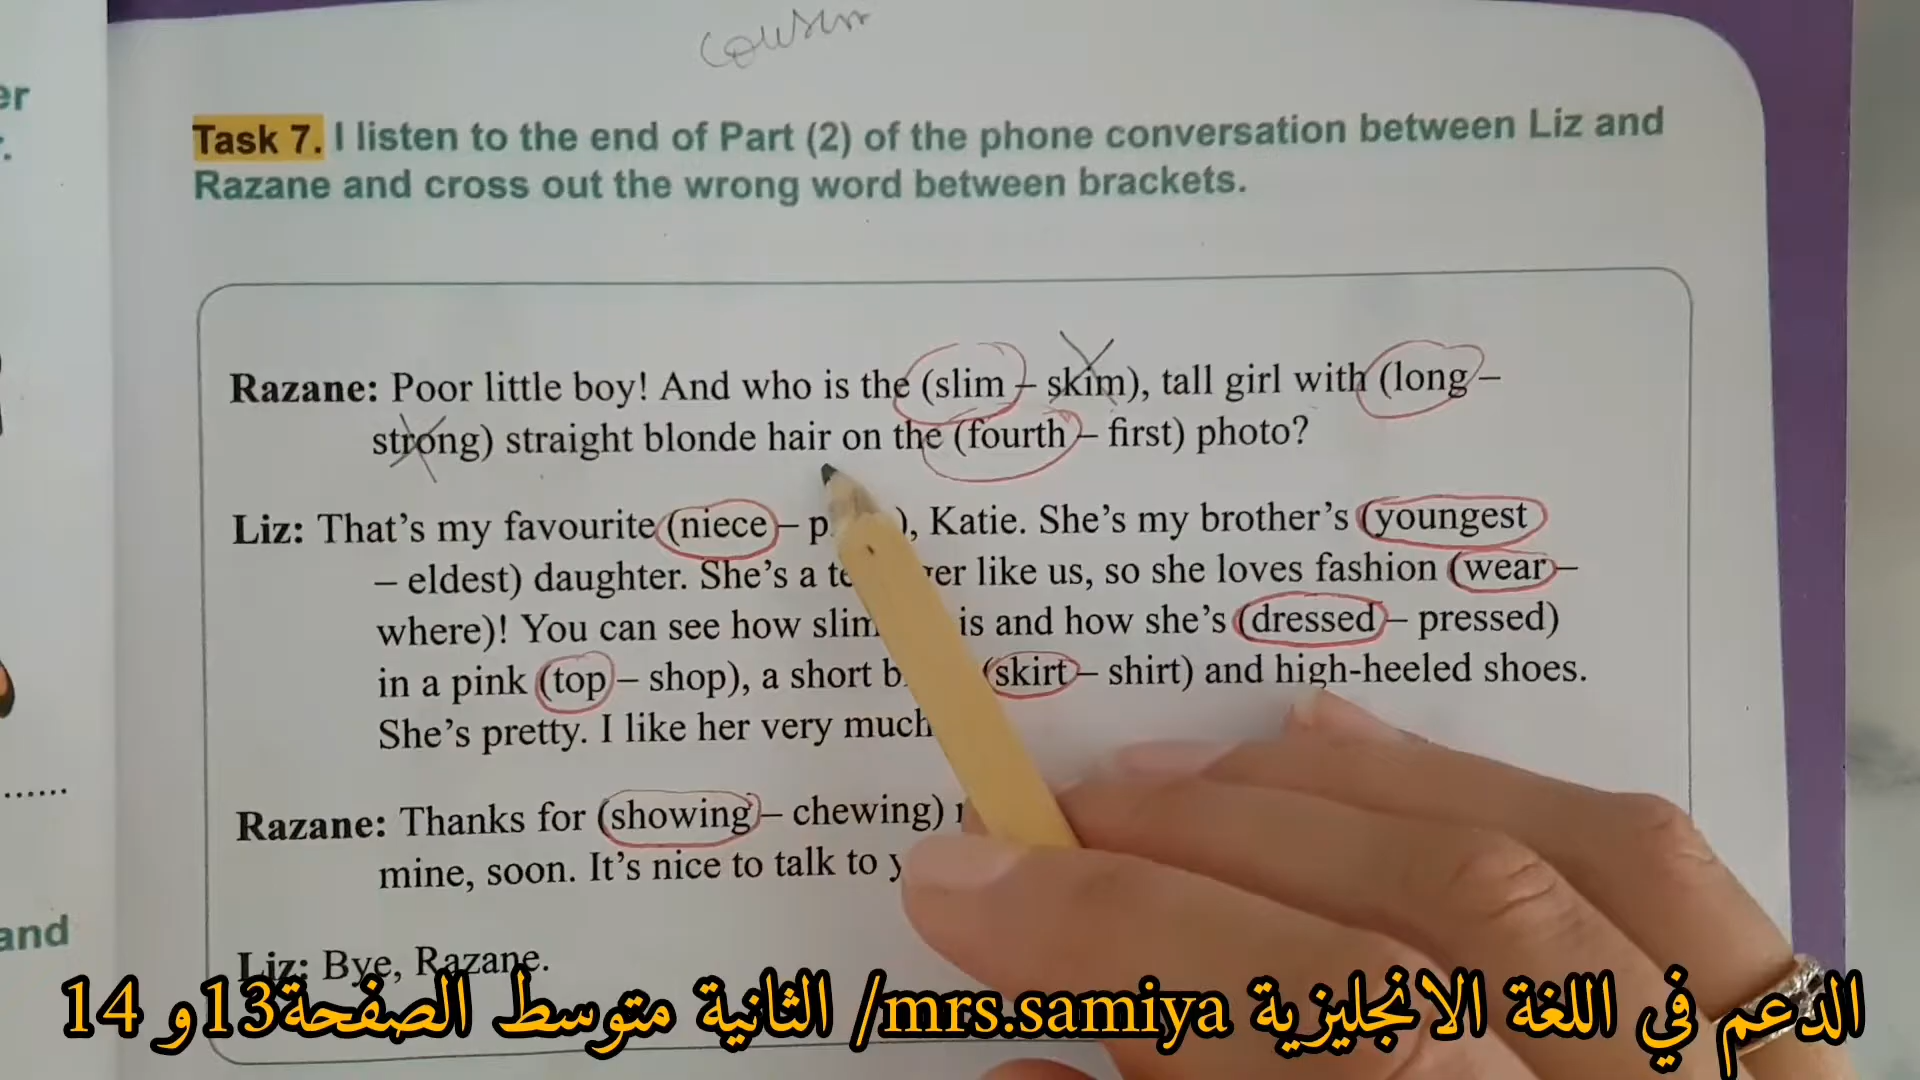 cousin
er
Task 7. I listen to the end of Part (2) of the phone conversation between Liz and
Razane and cross out the wrong word between brackets.
Razane: Poor little boy! And who is the (slim – skim), tall girl with (long –
strong) straight blonde hair on the (fourth – first) photo?
Liz: That's my favourite (niece – ), Katie. She's my brother's (youngest
– eldest) daughter. She's a like us, so she loves fashion (wear –
where)! You can see how slim is and how she's (dressed – pressed)
in a pink (top – shop), a short (skirt – shirt) and high-heeled shoes.
She's pretty. I like her very much
Razane: Thanks for (showing – chewing)
mine, soon. It's nice to talk to
and
Liz: Bye, Razane.
الدعم في اللغة الانجليزية mrs.samiya/ الثانية متوسط الصفحة13و 14